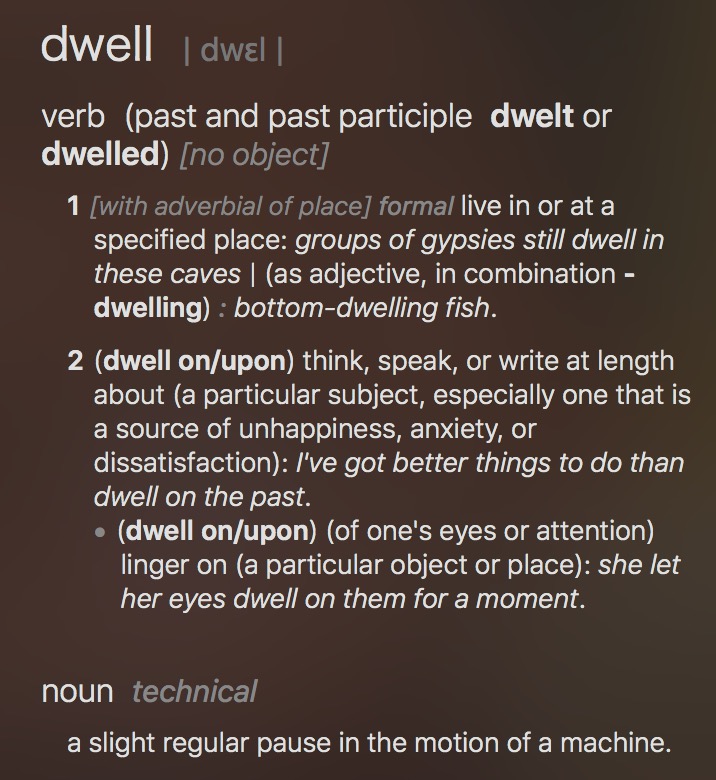 dwell | dwɛl |
verb (past and past participle dwelt or
dwelled) [no object]
1 [with adverbial of place] formal live in or at a
specified place: groups of gypsies still dwell in
these caves | (as adjective, in combination -
dwelling) : bottom-dwelling fish.
2 (dwell on/upon) think, speak, or write at length
about (a particular subject, especially one that is
a source of unhappiness, anxiety, or
dissatisfaction): I've got better things to do than
dwell on the past.
• (dwell on/upon) (of one's eyes or attention)
linger on (a particular object or place): she let
her eyes dwell on them for a moment.
noun technical
a slight regular pause in the motion of a machine.